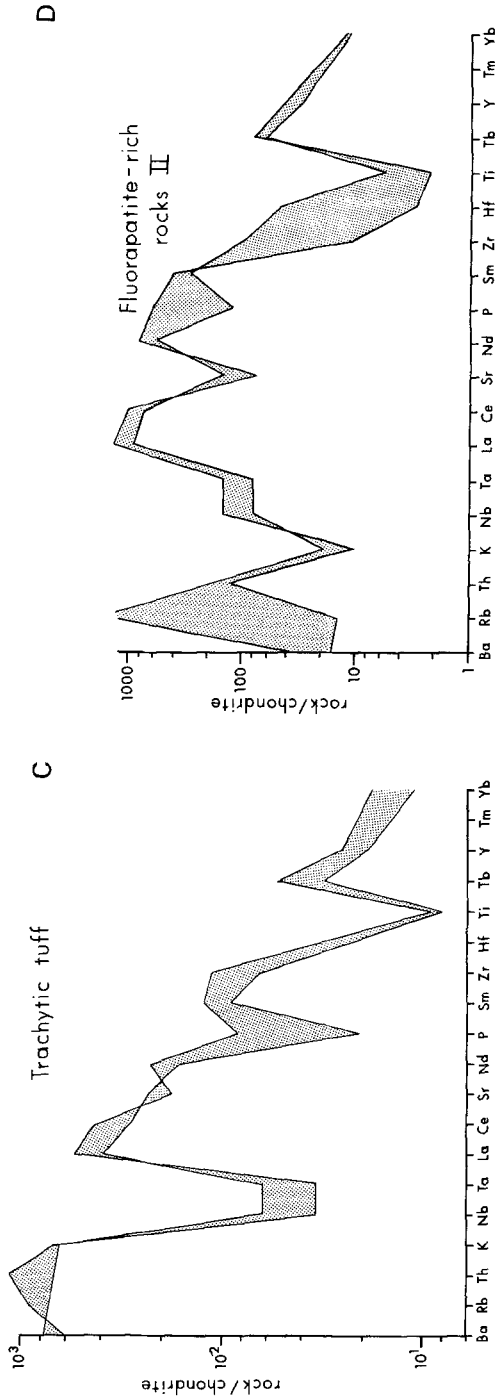 C
Trachytic tuff
rock/chondrite
10³
10²
10¹
Ba Rb Th K Nb Ta La Ce Sr Nd P Sm Zr Hf Ti Tb Y Tm Yb
D
Fluorapatite-rich
rocks II
rock/chondrite
1000
100
10
1
Ba Rb Th K Nb Ta La Ce Sr Nd P Sm Zr Hf Ti Tb Y Tm Yb